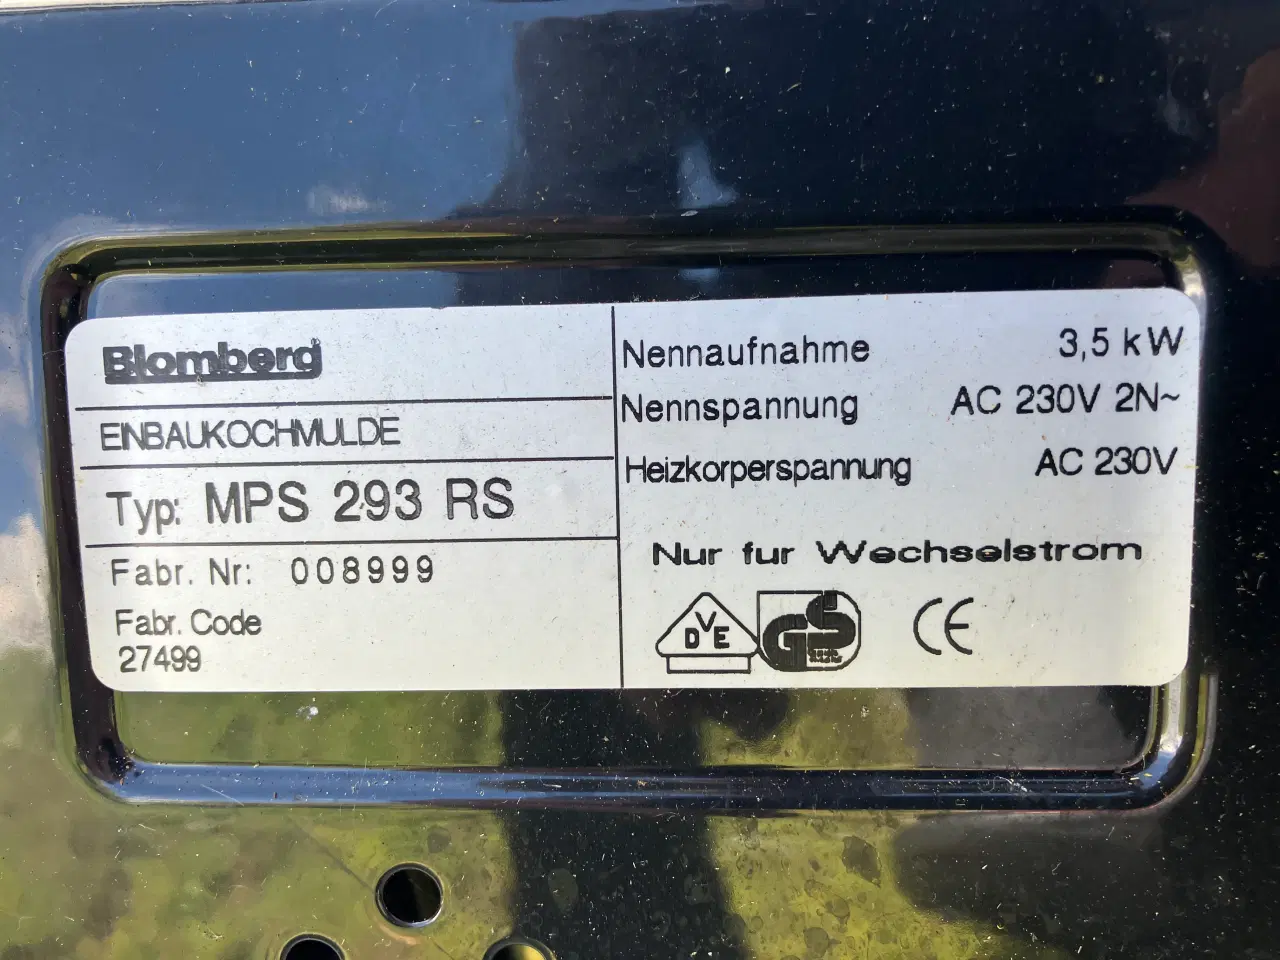 Blomberg
EINBAUKOCHMULDE
Typ: MPS 293 RS
Fabr. Nr: 008999
Fabr. Code
27499
Nennaufnahme 3,5 kW
Nennspannung AC 230V 2N~
Heizkorperspannung AC 230V
Nur fur Wechselstrom
VDE
GS
CE